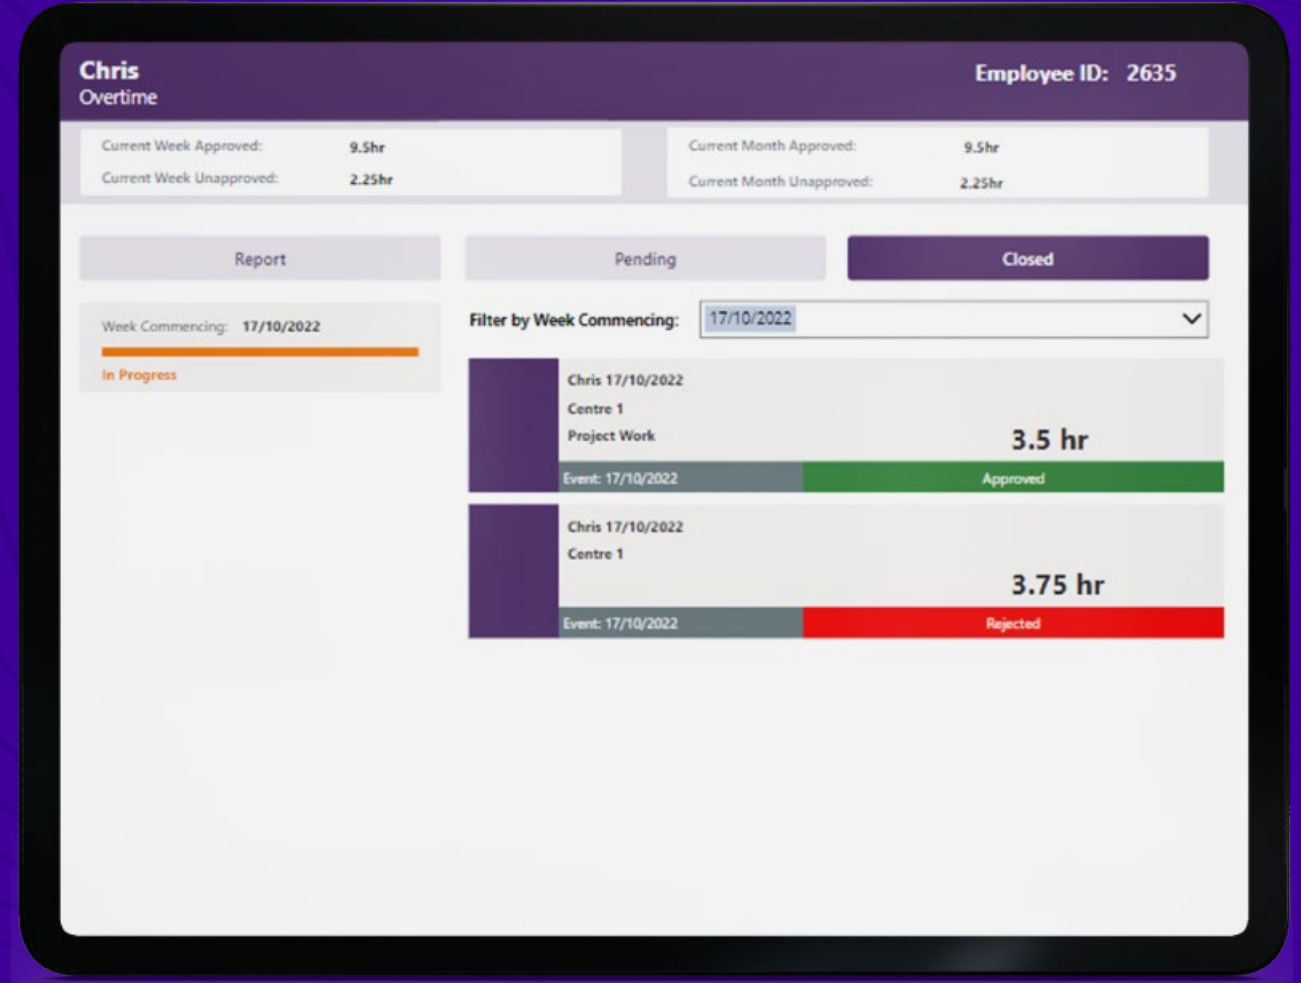 Chris
Overtime
Employee ID: 2635
Current Week Approved: 9.5hr
Current Week Unapproved: 2.25hr
Current Month Approved: 9.5hr
Current Month Unapproved: 2.25hr
Report
Pending
Closed
Week Commencing: 17/10/2022
In Progress
Filter by Week Commencing: 17/10/2022
Chris 17/10/2022
Centre 1
Project Work
3.5 hr
Event: 17/10/2022
Approved
Chris 17/10/2022
Centre 1
3.75 hr
Event: 17/10/2022
Rejected